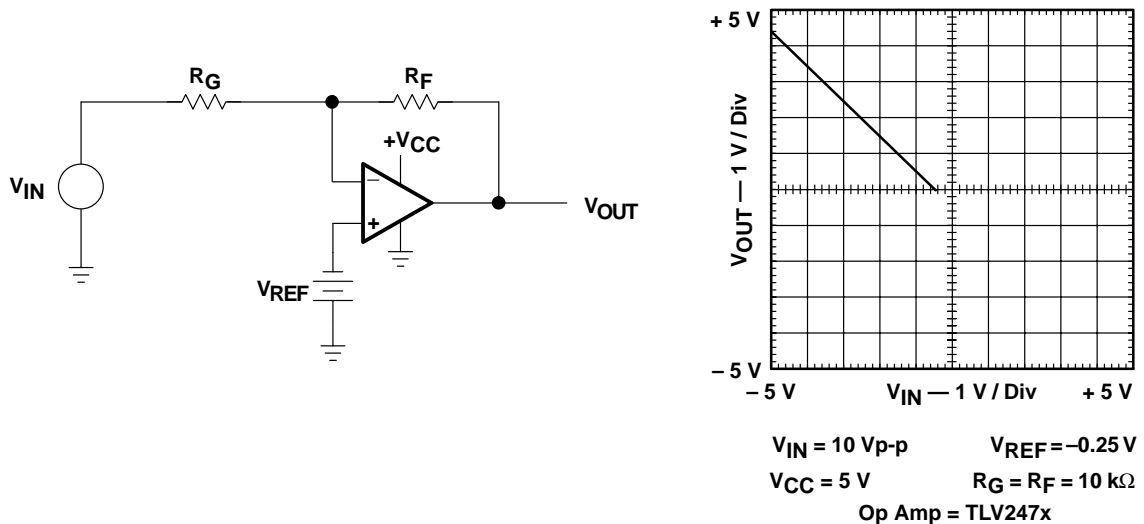 RG
RF
+VCC
−
+
VIN
VOUT
VREF
+ 5 V
VOUT — 1 V / Div
– 5 V
– 5 V
VIN — 1 V / Div
+ 5 V
VIN = 10 Vp-p
VREF = –0.25 V
VCC = 5 V
RG = RF = 10 kΩ
Op Amp = TLV247x